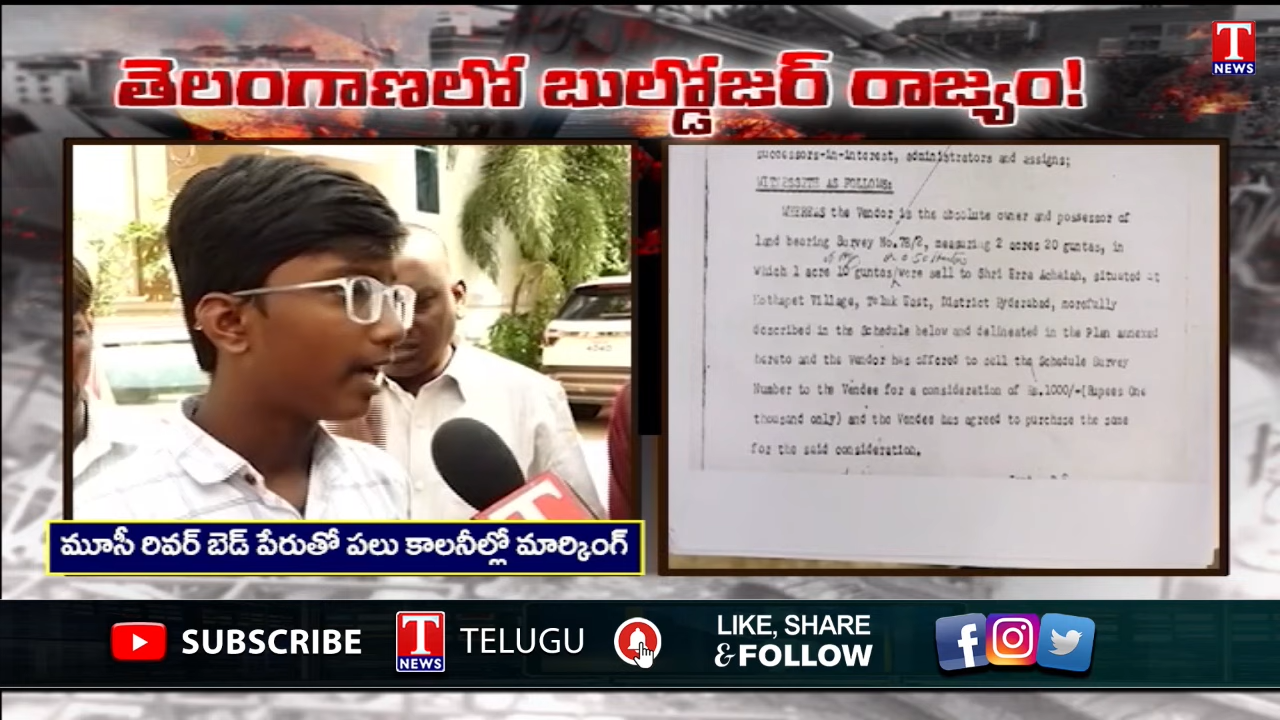 తెలంగాణలో బుల్డోజర్ రాజ్యం!
T
NEWS
successors-in-interest, administrators and assigns;
WITNESSETH AS FOLLOWS:
WHEREAS the Vendor is the absolute owner and possessor of
land bearing Survey No.78/2, measuring 2 acres 20 guntas, in
which 1 acre 10 guntas were sell to Shri Erra Achaiah, situated at
Kothapet Village, Taluk West, District Hyderabad, morefully
described in the Schedule below and delineated in the Plan annexed
hereto and the Vendor has offered to sell the Schedule Survey
Number to the Vendee for a consideration of Rs.1000/-(Rupees One
thousand only) and the Vendee has agreed to purchase the same
for the said consideration.
T
మూసీ రివర్ బెడ్ పేరుతో పలు కాలనీల్లో మార్కింగ్
SUBSCRIBE
T
NEWS
TELUGU
LIKE, SHARE
& FOLLOW